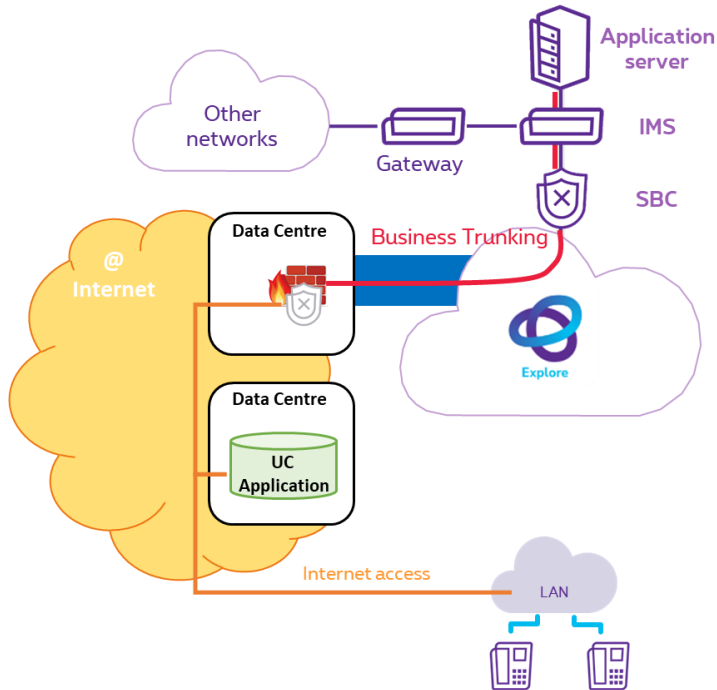 Application
server
Other
networks
IMS
Gateway
SBC
Data Centre
Business Trunking
@
Internet
Explore
Data Centre
UC
Application
Internet access
LAN